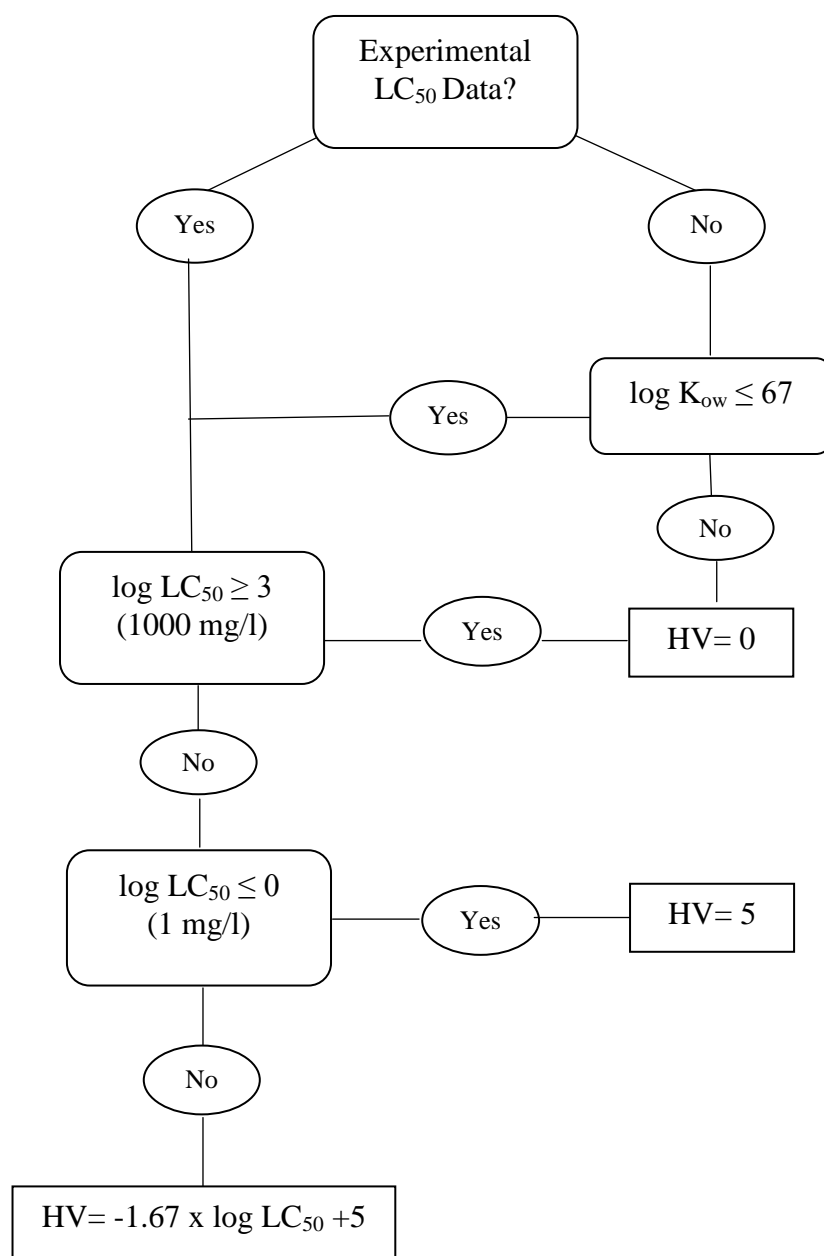 Experimental
LC₅₀ Data?
Yes
No
log Kₒw ≤ 67
Yes
No
log LC₅₀ ≥ 3
(1000 mg/l)
Yes
HV= 0
No
log LC₅₀ ≤ 0
(1 mg/l)
Yes
HV= 5
No
HV= -1.67 x log LC₅₀ +5